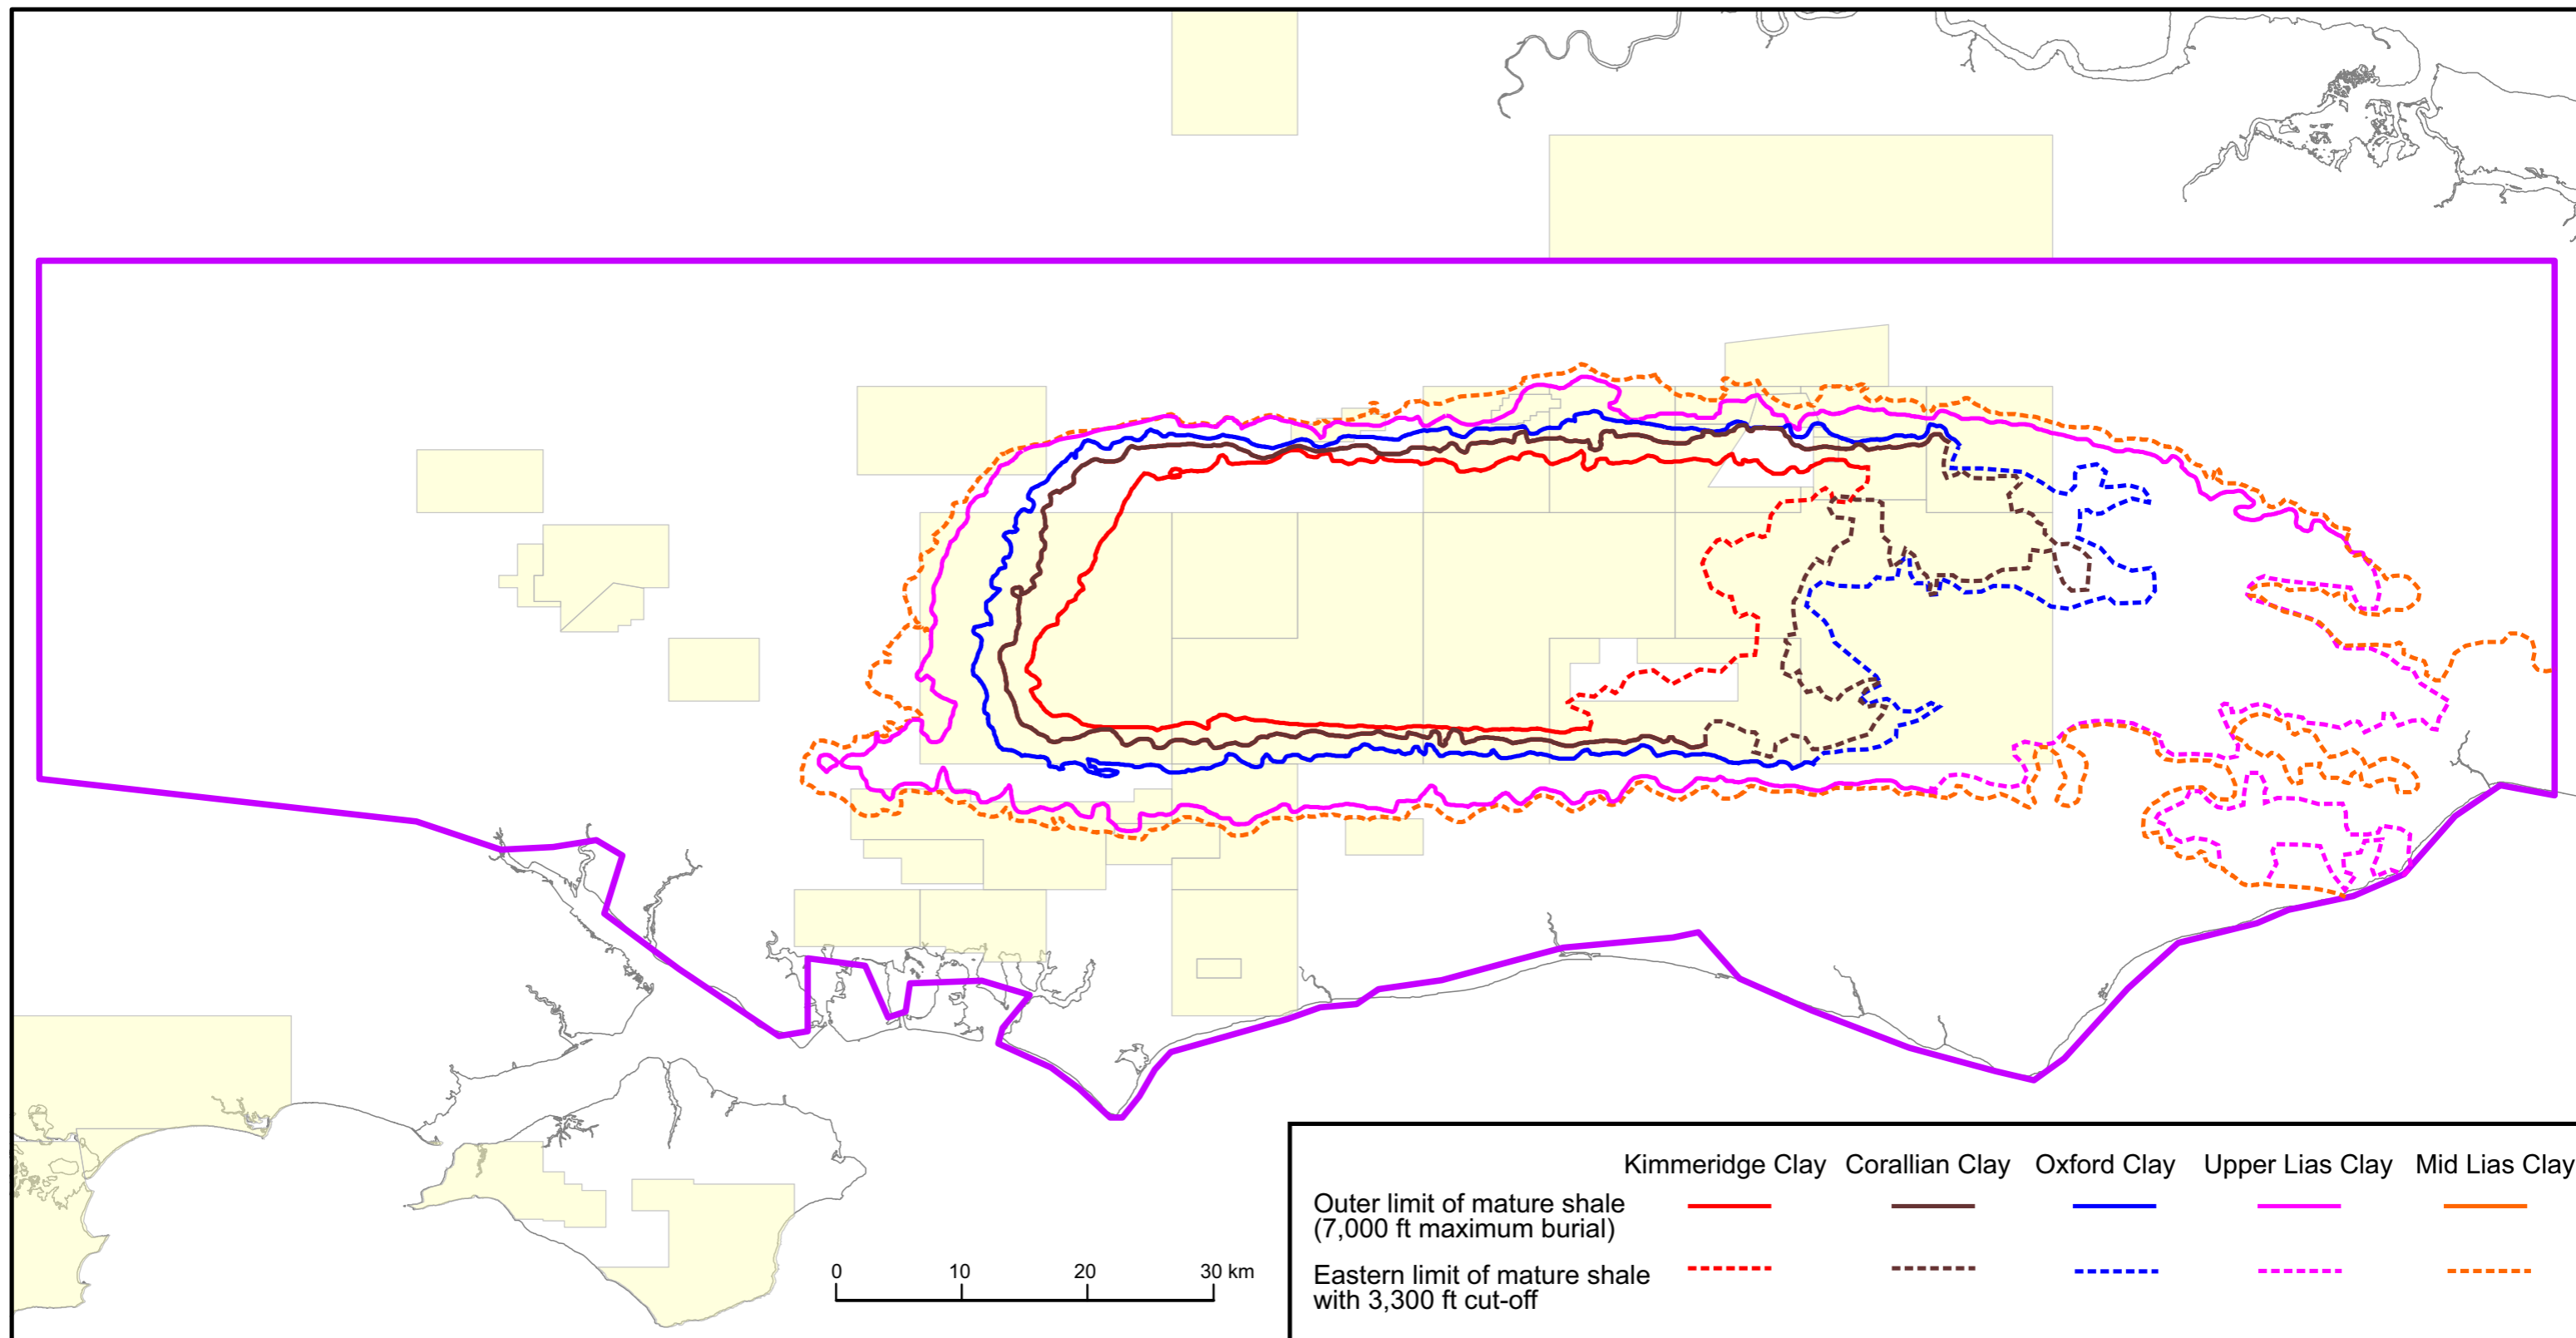 Kimmeridge Clay Corallian Clay Oxford Clay Upper Lias Clay Mid Lias Clay
Outer limit of mature shale
(7,000 ft maximum burial)
Eastern limit of mature shale
with 3,300 ft cut-off
0 10 20 30 km